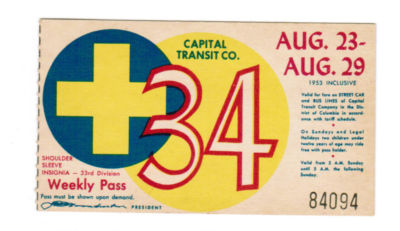 CAPITAL
TRANSIT CO.
AUG. 23-
AUG. 29
1953 INCLUSIVE
34
Valid for fare on STREET CAR
and BUS LINES of Capital
Transit Company in the Dis-
trict of Columbia in accord-
ance with tariff schedule.
On Sundays and Legal
Holidays two children under
twelve years of age may ride
free with pass holder.
Valid from 3 A.M. Sunday
until 3 A.M. the following
Sunday.
SHOULDER
SLEEVE
INSIGNIA — 33rd Division
Weekly Pass
Pass must be shown upon demand.
PRESIDENT
84094